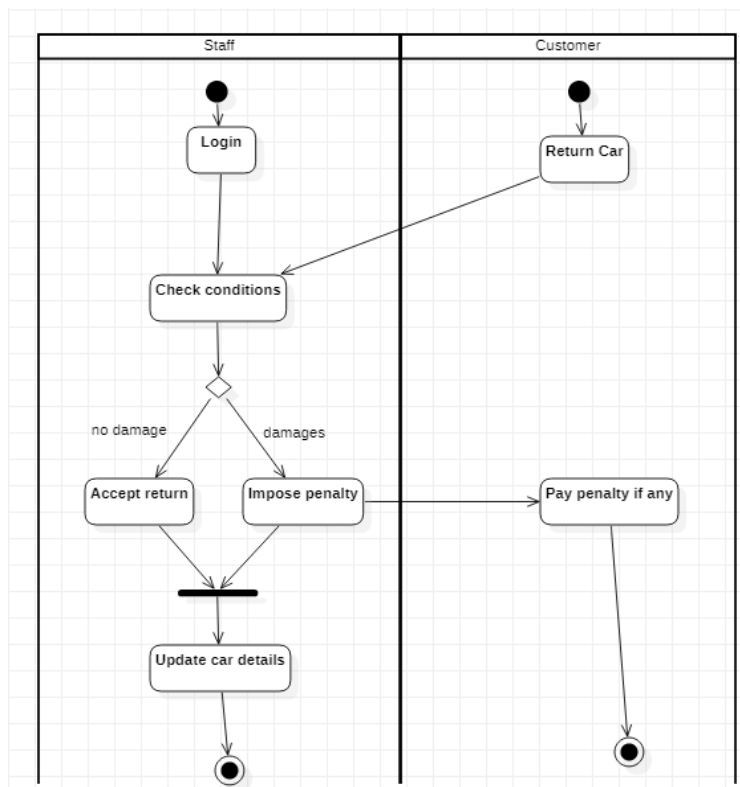 Staff
Customer
Login
Return Car
Check conditions
no damage
damages
Accept return
Impose penalty
Pay penalty if any
Update car details